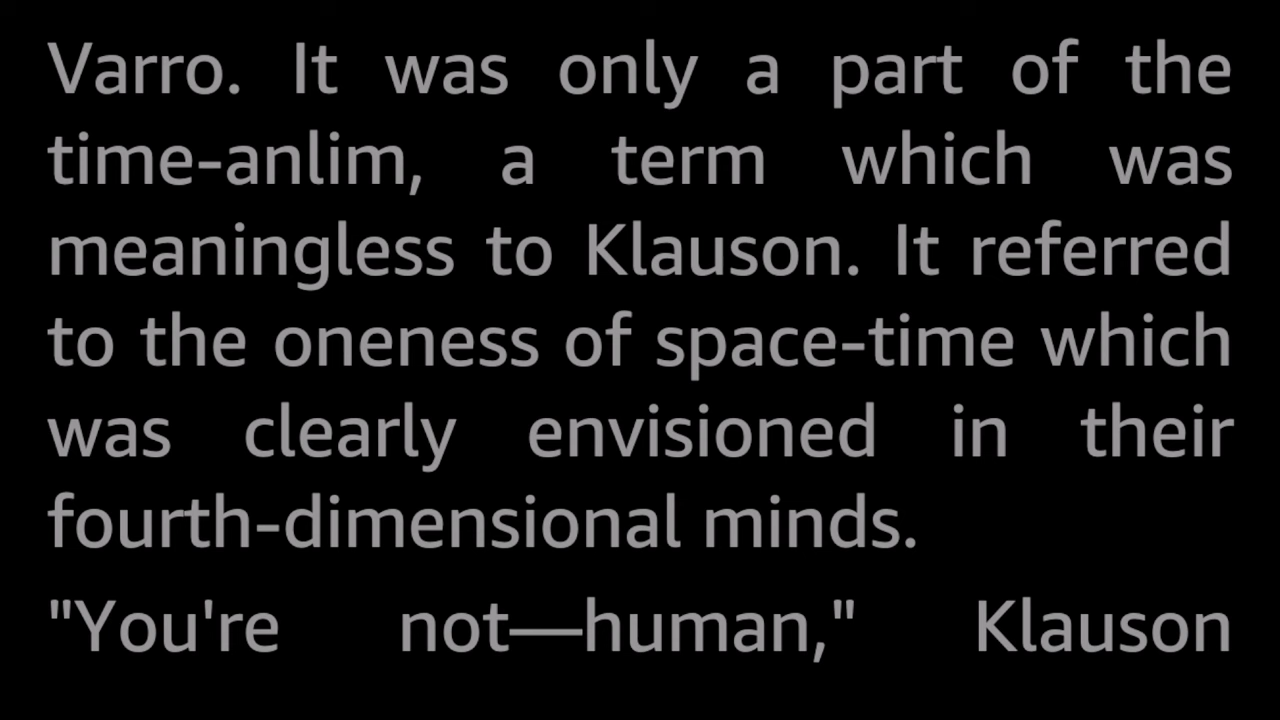 Varro. It was only a part of the
time-anlim, a term which was
meaningless to Klauson. It referred
to the oneness of space-time which
was clearly envisioned in their
fourth-dimensional minds.
"You're not—human," Klauson